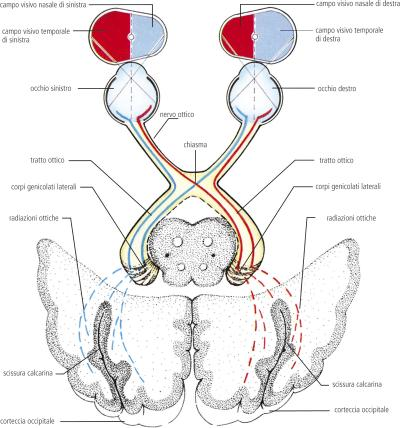 campo visivo nasale di sinistra
campo visivo nasale di destra
campo visivo temporale
di sinistra
campo visivo temporale
di destra
occhio sinistro
occhio destro
nervo ottico
chiasma
tratto ottico
tratto ottico
corpi genicolati laterali
corpi genicolati laterali
radiazioni ottiche
radiazioni ottiche
scissura calcarina
scissura calcarina
corteccia occipitale
corteccia occipitale